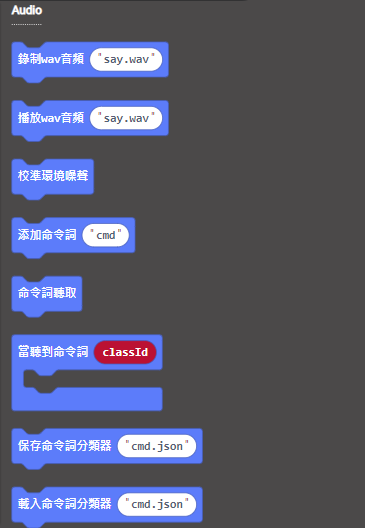 Audio
錄制wav音頻 "say.wav"
播放wav音頻 "say.wav"
校準環境噪聲
添加命令詞 "cmd"
命令詞聽取
當聽到命令詞 classId
保存命令詞分類器 "cmd.json"
載入命令詞分類器 "cmd.json"